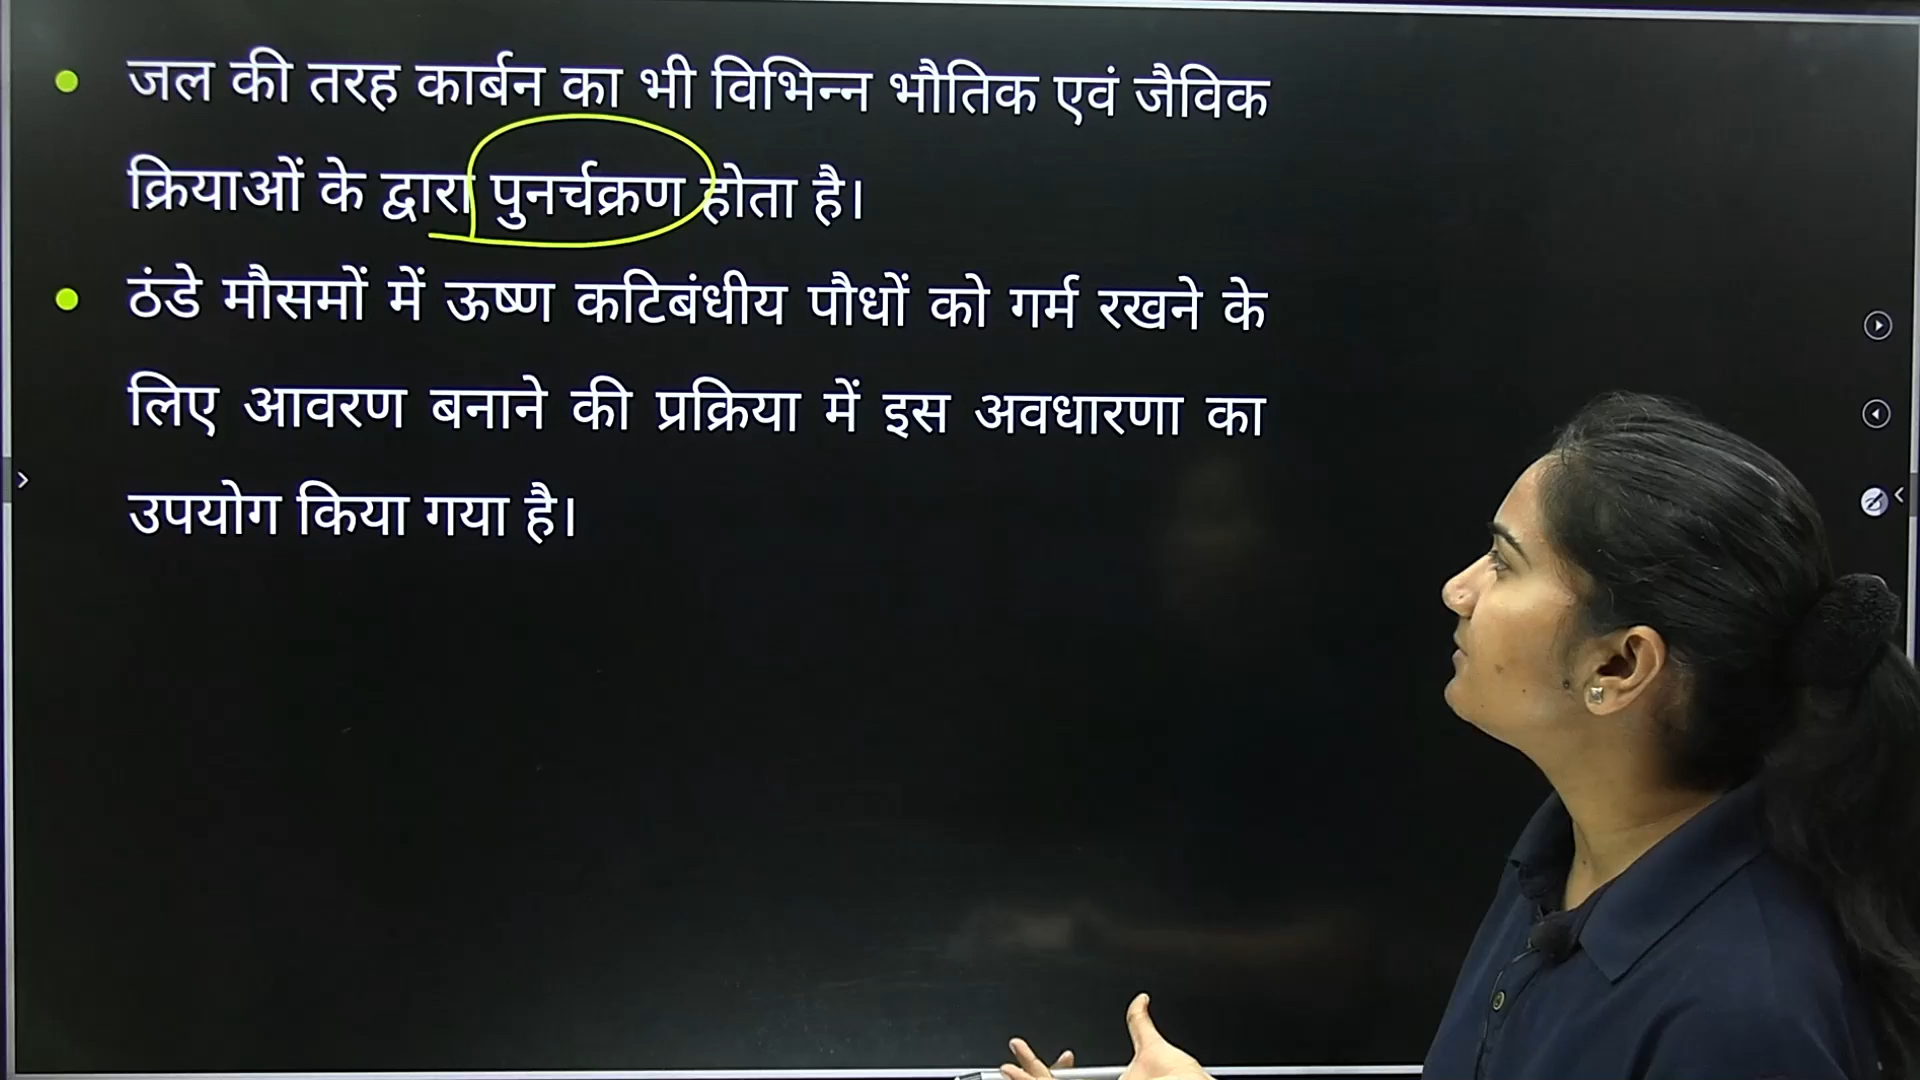 जल की तरह कार्बन का भी विभिन्न भौतिक एवं जैविक
क्रियाओं के द्वारा पुनर्चक्रण होता है।
ठंडे मौसमों में ऊष्ण कटिबंधीय पौधों को गर्म रखने के
लिए आवरण बनाने की प्रक्रिया में इस अवधारणा का
उपयोग किया गया है।